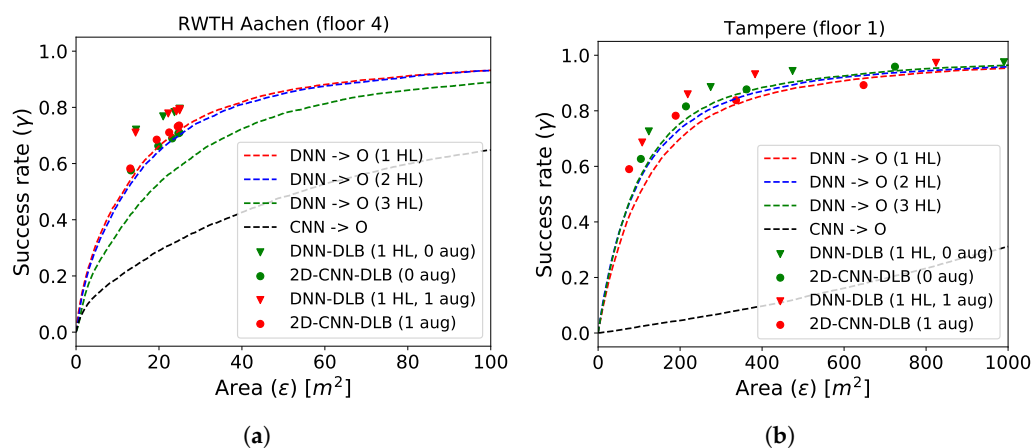 RWTH Aachen (floor 4)
Success rate (γ)
1.0
0.8
0.6
0.4
0.2
0.0
DNN -> O (1 HL)
DNN -> O (2 HL)
DNN -> O (3 HL)
CNN -> O
DNN-DLB (1 HL, 0 aug)
2D-CNN-DLB (0 aug)
DNN-DLB (1 HL, 1 aug)
2D-CNN-DLB (1 aug)
0 20 40 60 80 100
Area (ε) [m²]
(a)
Tampere (floor 1)
Success rate (γ)
1.0
0.8
0.6
0.4
0.2
0.0
DNN -> O (1 HL)
DNN -> O (2 HL)
DNN -> O (3 HL)
CNN -> O
DNN-DLB (1 HL, 0 aug)
2D-CNN-DLB (0 aug)
DNN-DLB (1 HL, 1 aug)
2D-CNN-DLB (1 aug)
0 200 400 600 800 1000
Area (ε) [m²]
(b)